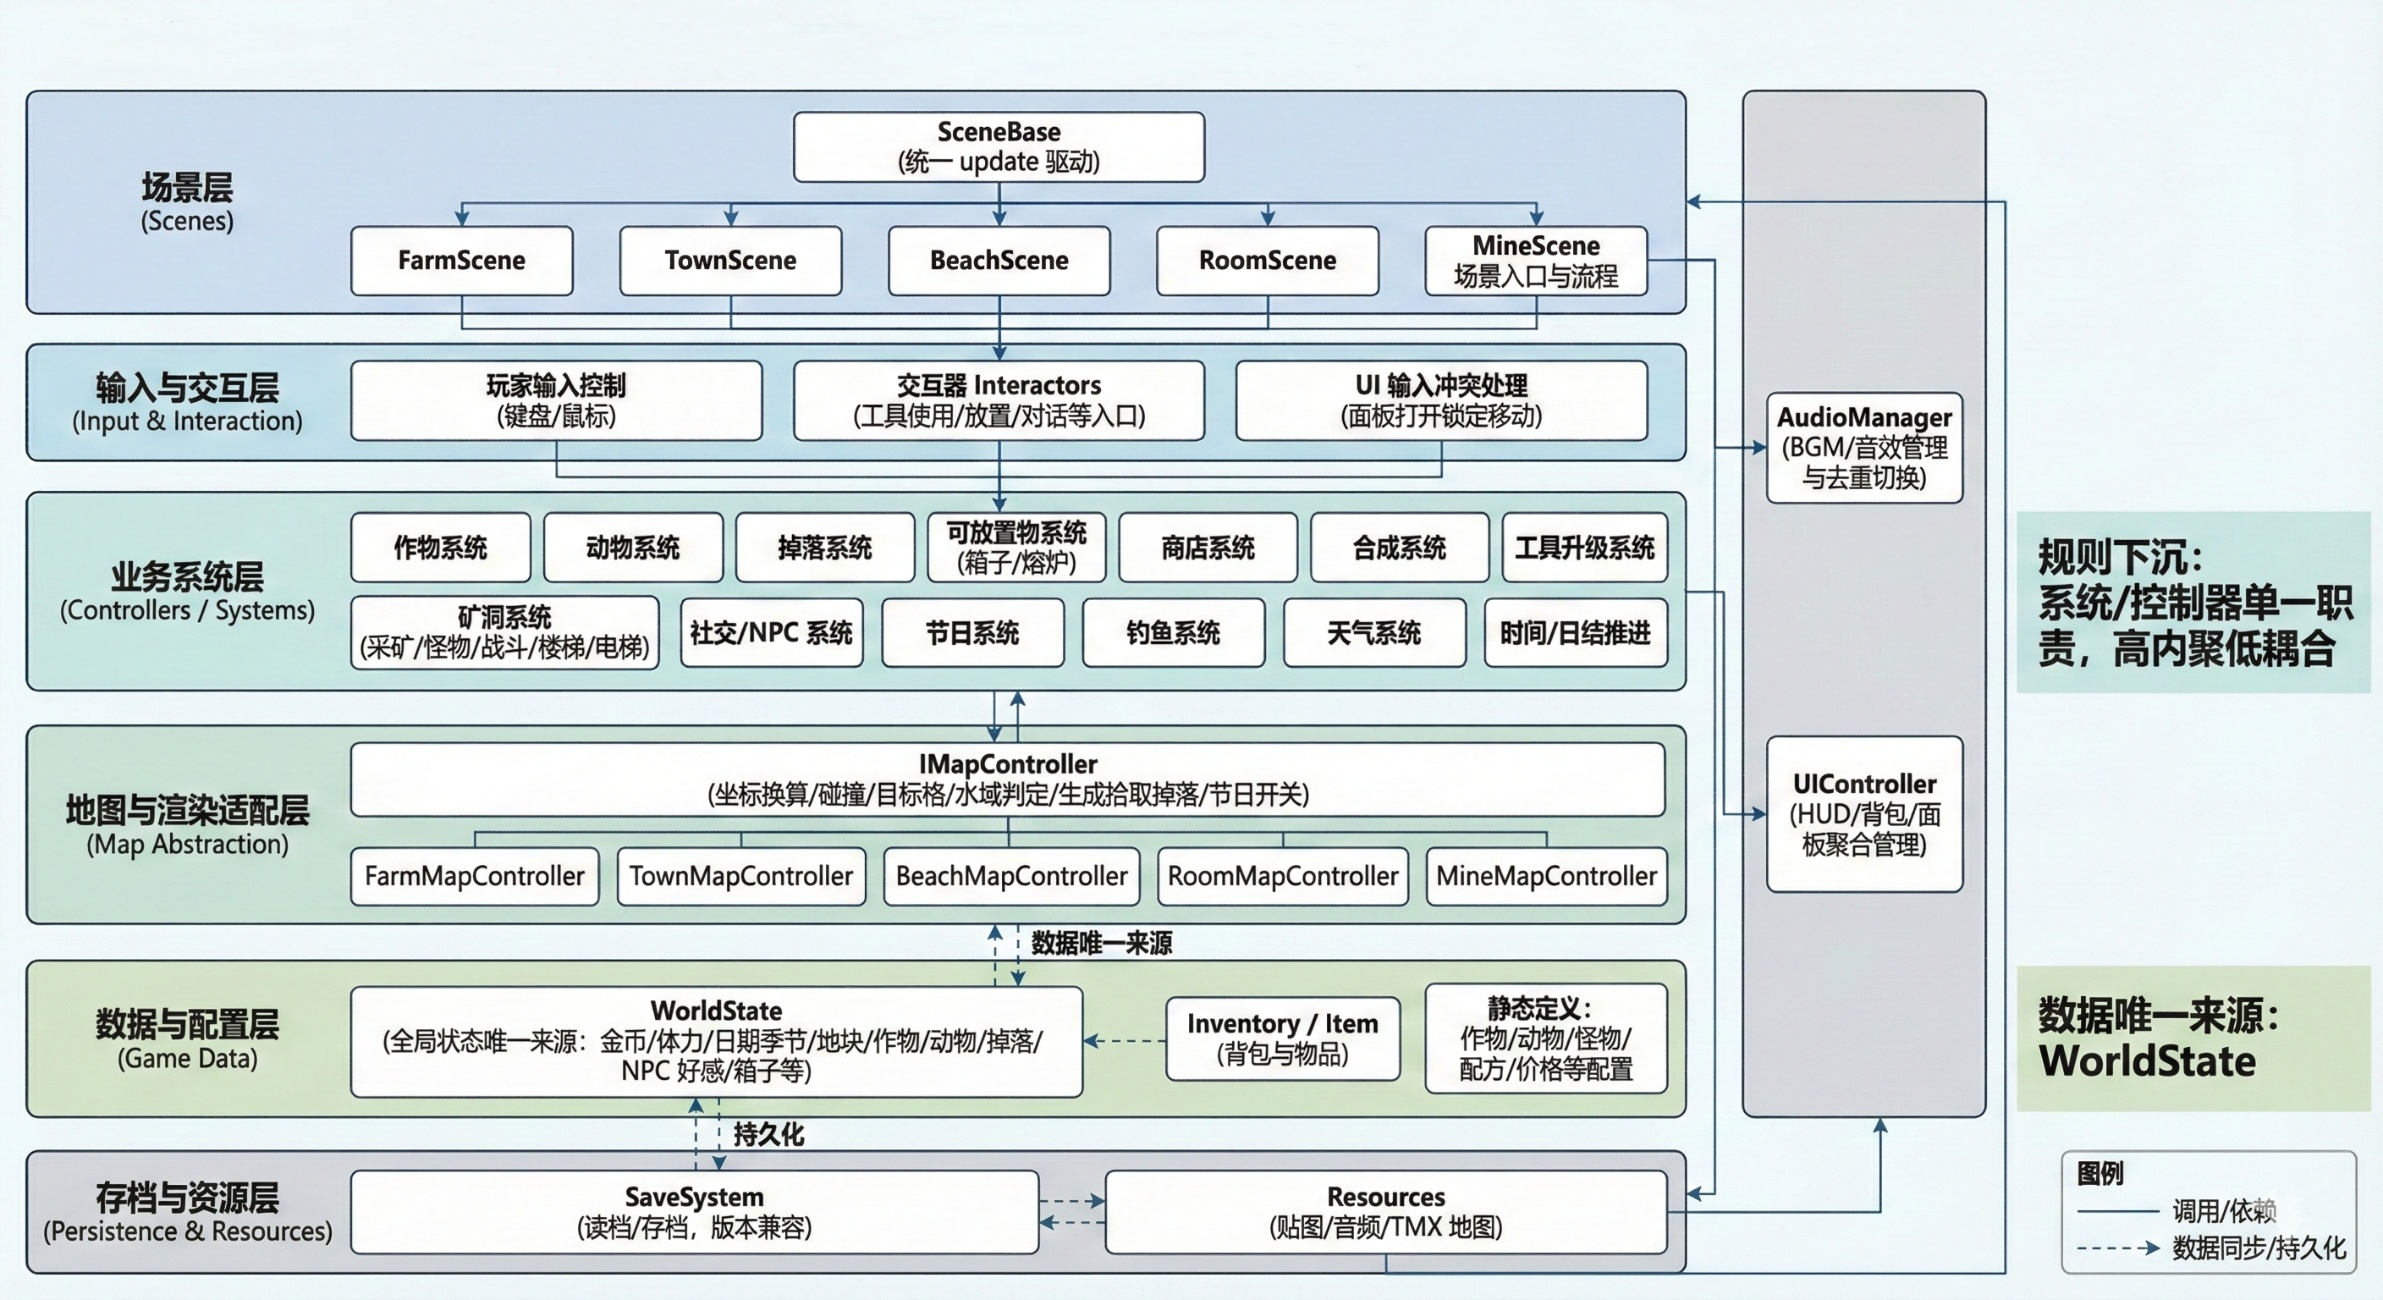 场景层
(Scenes)
SceneBase
(统一 update 驱动)
FarmScene
TownScene
BeachScene
RoomScene
MineScene
场景入口与流程
输入与交互层
(Input & Interaction)
玩家输入控制
(键盘/鼠标)
交互器 Interactors
(工具使用/放置/对话等入口)
UI 输入冲突处理
(面板打开锁定移动)
业务系统层
(Controllers / Systems)
作物系统
动物系统
掉落系统
可放置物系统
(箱子/熔炉)
商店系统
合成系统
工具升级系统
矿洞系统
(采矿/怪物/战斗/楼梯/电梯)
社交/NPC 系统
节日系统
钓鱼系统
天气系统
时间/日结推进
地图与渲染适配层
(Map Abstraction)
IMapController
(坐标换算/碰撞/目标格/水域判定/生成拾取掉落/节日开关)
FarmMapController
TownMapController
BeachMapController
RoomMapController
MineMapController
数据唯一来源
数据与配置层
(Game Data)
WorldState
(全局状态唯一来源：金币/体力/日期季节/地块/作物/动物/掉落/
NPC 好感/箱子等)
Inventory / Item
(背包与物品)
静态定义：
作物/动物/怪物/
配方/价格等配置
持久化
存档与资源层
(Persistence & Resources)
SaveSystem
(读档/存档，版本兼容)
Resources
(贴图/音频/TMX 地图)
AudioManager
(BGM/音效管理
与去重切换)
UIController
(HUD/背包/面
板聚合管理)
规则下沉：
系统/控制器单一职
责，高内聚低耦合
数据唯一来源：
WorldState
图例
调用/依赖
数据同步/持久化